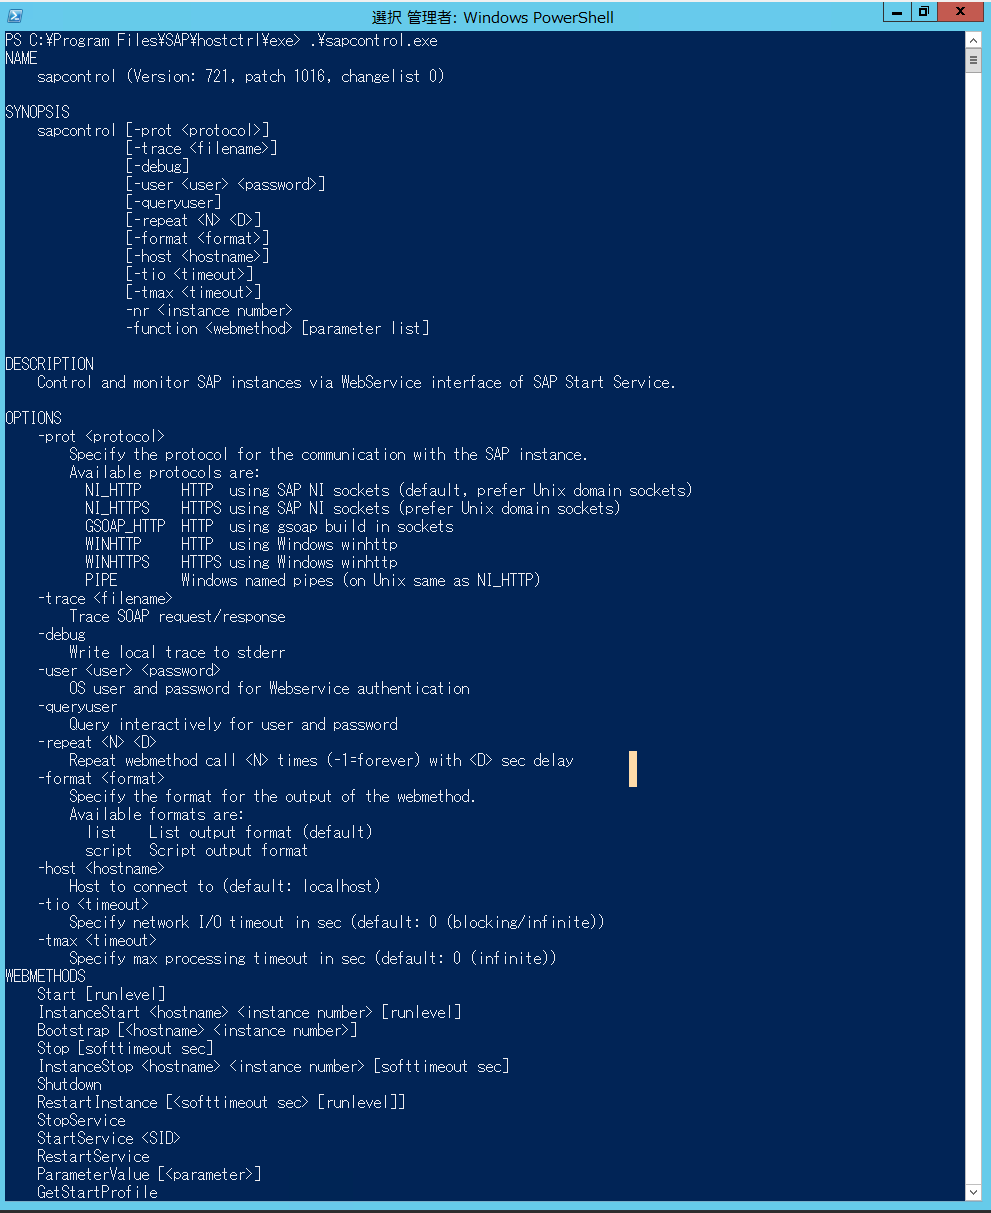 選択 管理者: Windows PowerShell
PS C:¥Program Files¥SAP¥hostctrl¥exe> .¥sapcontrol.exe
NAME
    sapcontrol (Version: 721, patch 1016, changelist 0)

SYNOPSIS
    sapcontrol [-prot <protocol>]
               [-trace <filename>]
               [-debug]
               [-user <user> <password>]
               [-queryuser]
               [-repeat <N> <D>]
               [-format <format>]
               [-host <hostname>]
               [-tio <timeout>]
               [-tmax <timeout>]
               -nr <instance number>
               -function <webmethod> [parameter list]

DESCRIPTION
    Control and monitor SAP instances via WebService interface of SAP Start Service.

OPTIONS
    -prot <protocol>
        Specify the protocol for the communication with the SAP instance.
        Available protocols are:
          NI_HTTP     HTTP  using SAP NI sockets (default, prefer Unix domain sockets)
          NI_HTTPS    HTTPS using SAP NI sockets (prefer Unix domain sockets)
          GSOAP_HTTP  HTTP  using gsoap build in sockets
          WINHTTP     HTTP  using Windows winhttp
          WINHTTPS    HTTPS using Windows winhttp
          PIPE        Windows named pipes (on Unix same as NI_HTTP)
    -trace <filename>
        Trace SOAP request/response
    -debug
        Write local trace to stderr
    -user <user> <password>
        OS user and password for Webservice authentication
    -queryuser
        Query interactively for user and password
    -repeat <N> <D>
        Repeat webmethod call <N> times (-1=forever) with <D> sec delay
    -format <format>
        Specify the format for the output of the webmethod.
        Available formats are:
          list    List output format (default)
          script  Script output format
    -host <hostname>
        Host to connect to (default: localhost)
    -tio <timeout>
        Specify network I/O timeout in sec (default: 0 (blocking/infinite))
    -tmax <timeout>
        Specify max processing timeout in sec (default: 0 (infinite))
WEBMETHODS
    Start [runlevel]
    InstanceStart <hostname> <instance number> [runlevel]
    Bootstrap [<hostname> <instance number>]
    Stop [softtimeout sec]
    InstanceStop <hostname> <instance number> [softtimeout sec]
    Shutdown
    RestartInstance [<softtimeout sec> [runlevel]]
    StopService
    StartService <SID>
    RestartService
    ParameterValue [<parameter>]
    GetStartProfile